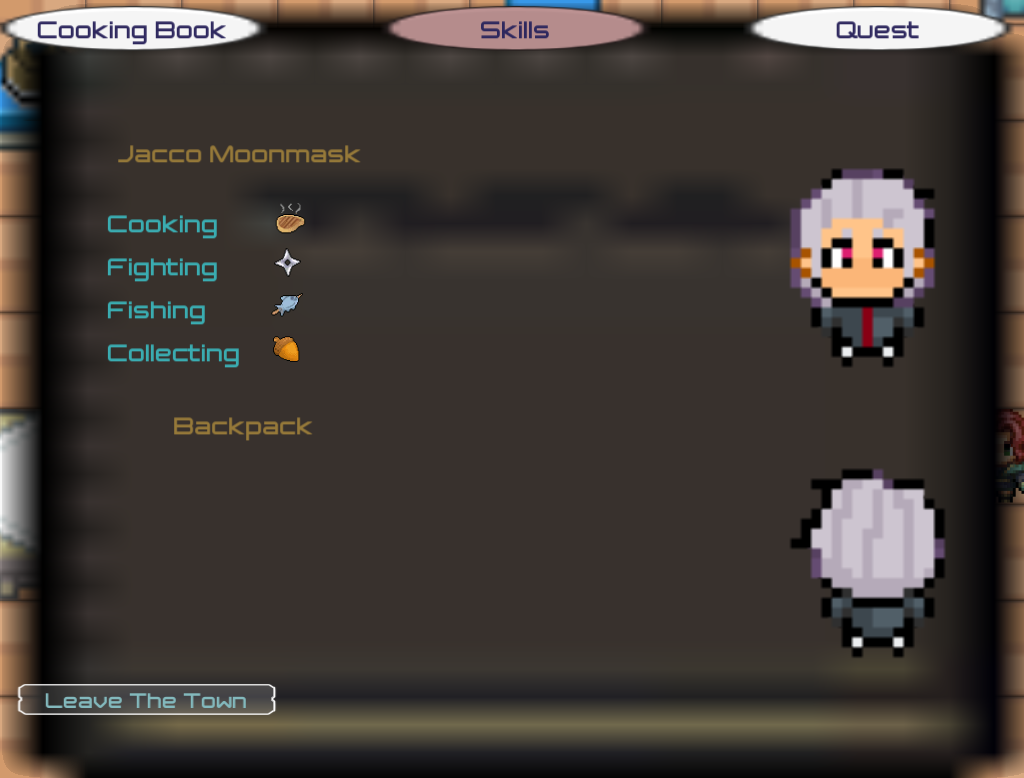 Cooking Book
Skills
Quest
Jacco Moonmask
Cooking
Fighting
Fishing
Collecting
Backpack
Leave The Town